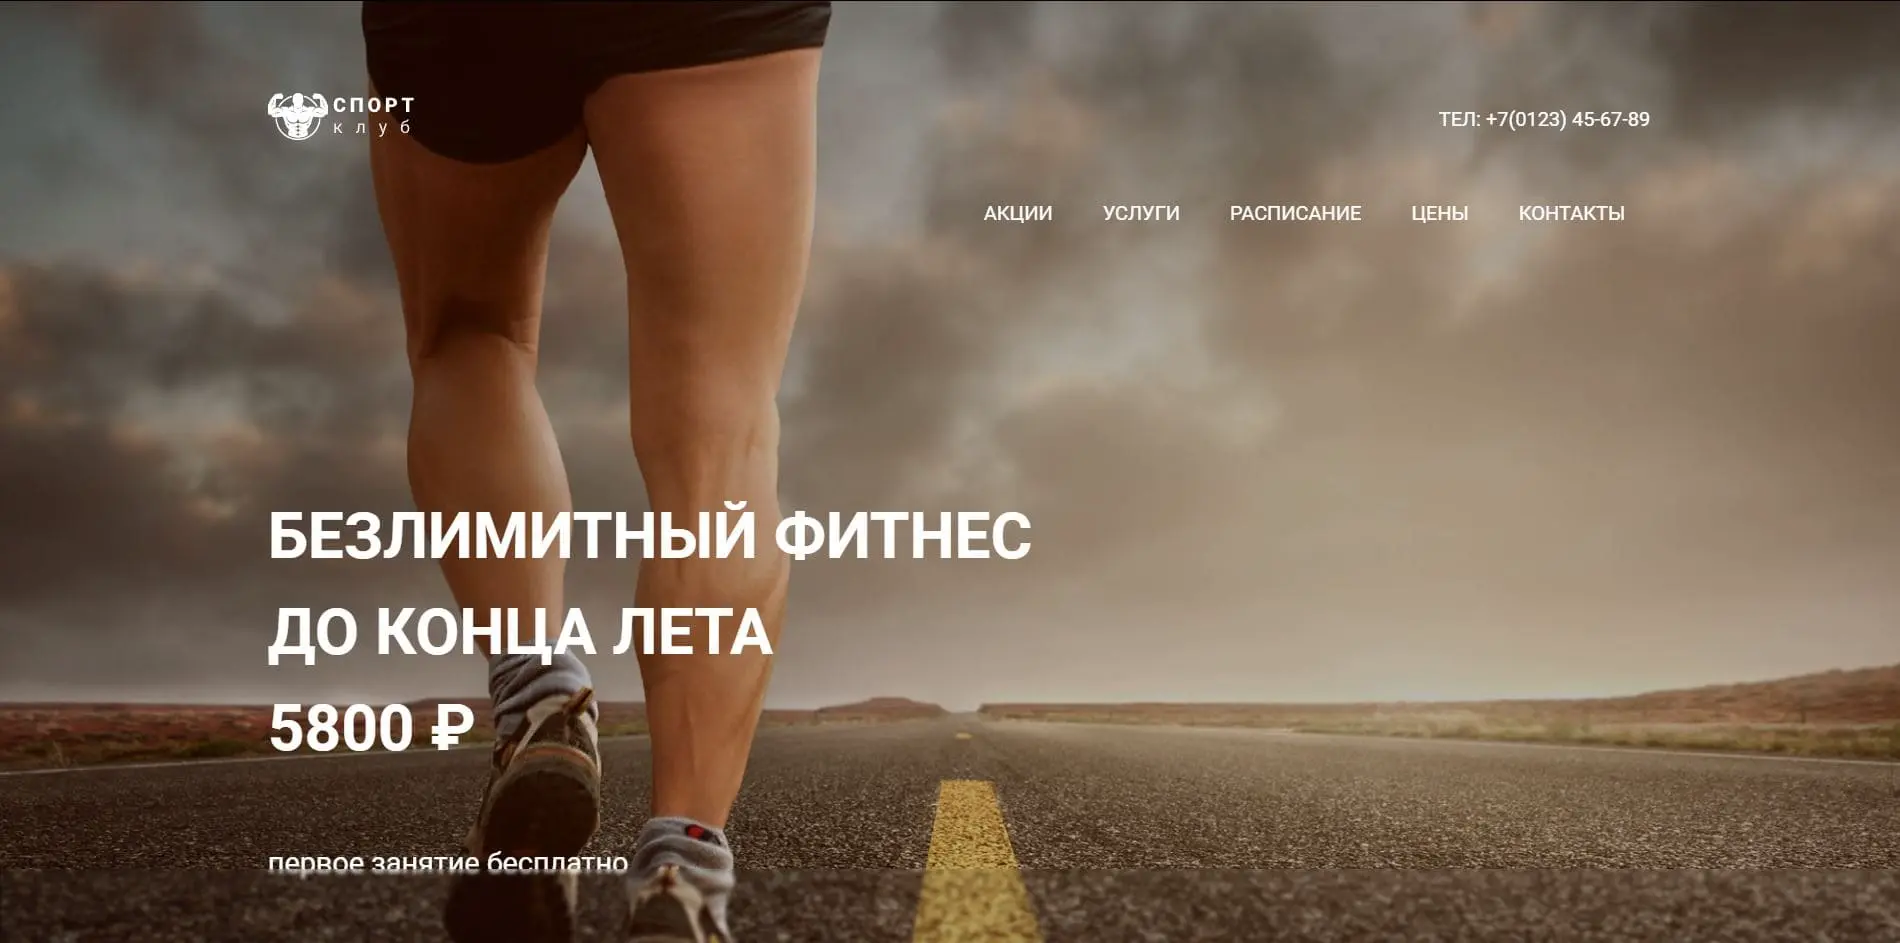 СПОРТ
клуб
ТЕЛ: +7(0123) 45-67-89
АКЦИИ УСЛУГИ РАСПИСАНИЕ ЦЕНЫ КОНТАКТЫ
БЕЗЛИМИТНЫЙ ФИТНЕС
ДО КОНЦА ЛЕТА
5800 ₽
первое занятие бесплатно